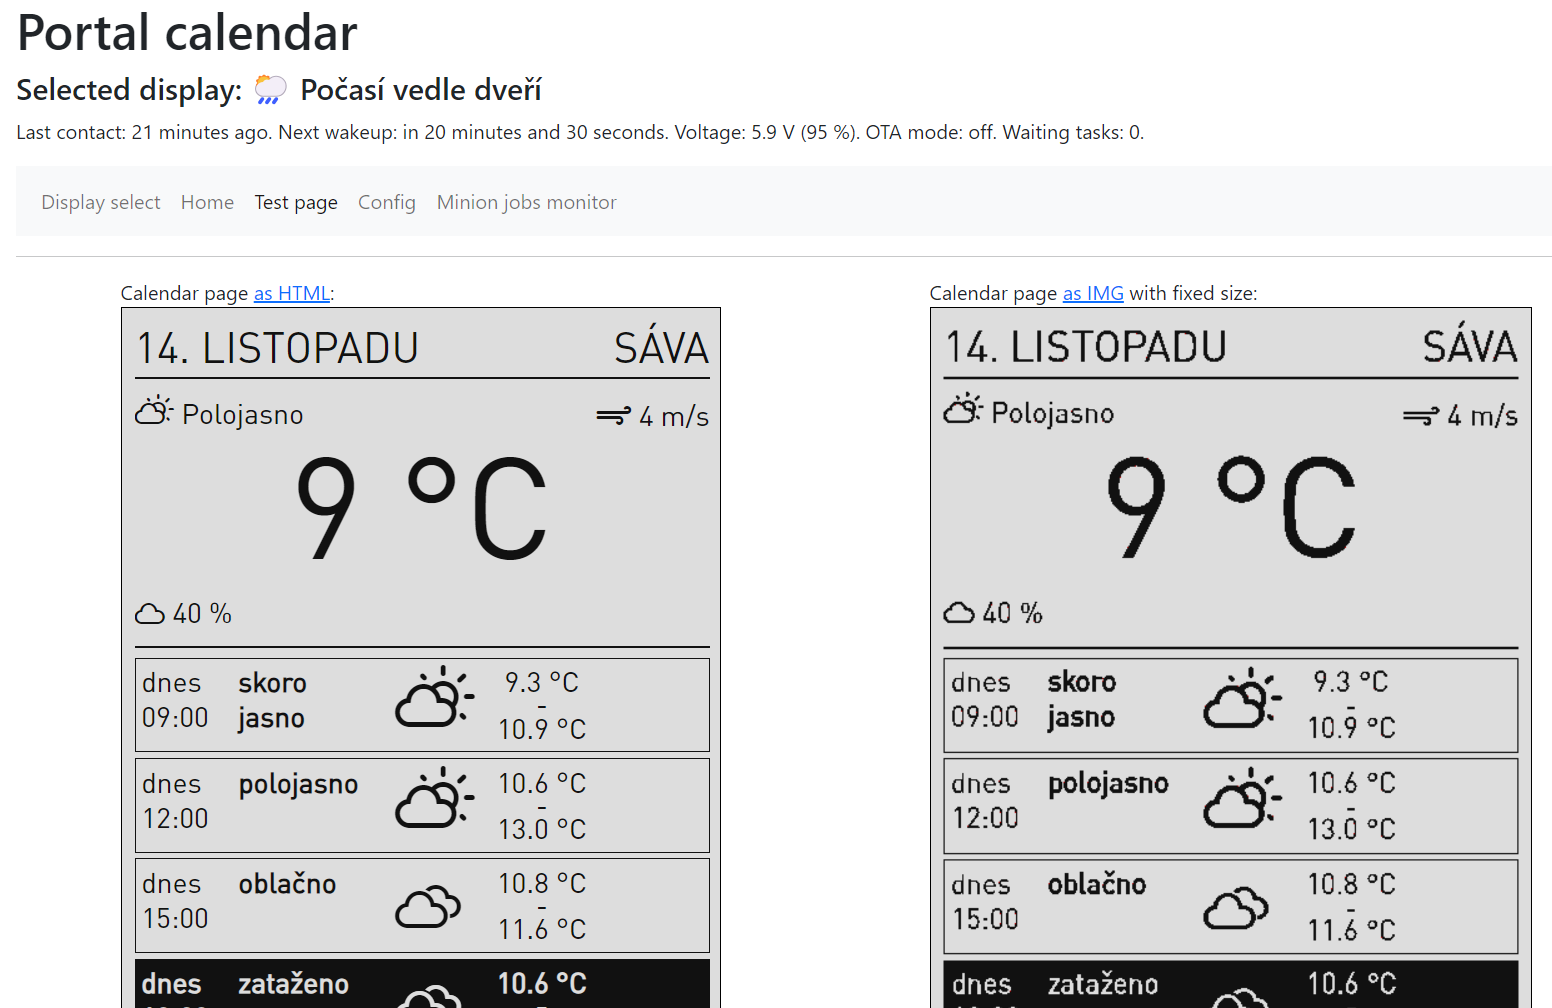 Portal calendar
Selected display: Počasí vedle dveří
Last contact: 21 minutes ago. Next wakeup: in 20 minutes and 30 seconds. Voltage: 5.9 V (95 %). OTA mode: off. Waiting tasks: 0.
Display select Home Test page Config Minion jobs monitor
Calendar page as HTML:
14. LISTOPADU SÁVA
Polojasno 4 m/s
9 °C
40 %
dnes skoro 9.3 °C
09:00 jasno - 10.9 °C
dnes polojasno 10.6 °C
12:00 - 13.0 °C
dnes oblačno 10.8 °C
15:00 - 11.6 °C
dnes zataženo 10.6 °C
Calendar page as IMG with fixed size:
14. LISTOPADU SÁVA
Polojasno 4 m/s
9 °C
40 %
dnes skoro 9.3 °C
09:00 jasno - 10.9 °C
dnes polojasno 10.6 °C
12:00 - 13.0 °C
dnes oblačno 10.8 °C
15:00 - 11.6 °C
dnes zataženo 10.6 °C